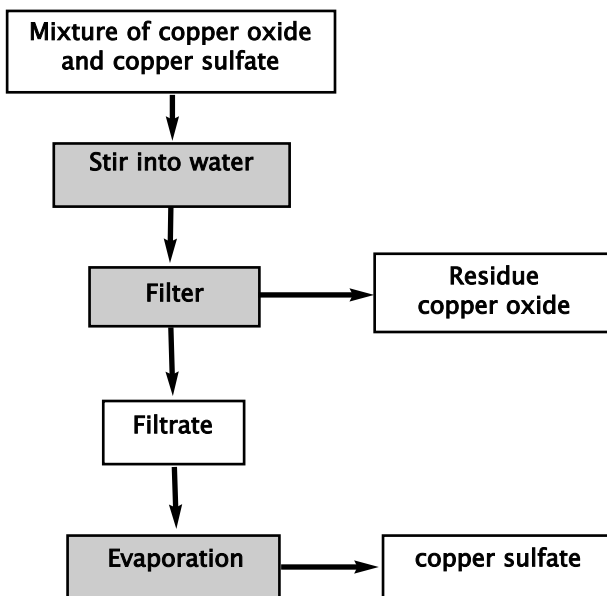 Mixture of copper oxide
and copper sulfate
Stir into water
Filter
Residue
copper oxide
Filtrate
Evaporation
copper sulfate